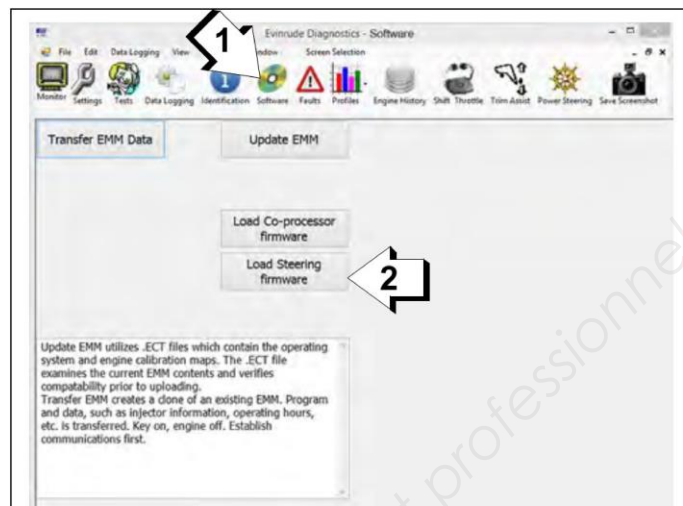 Evinrude Diagnostics - Software
File Edit Data Logging View
Screen Selection
1
Monitor Settings Tests Data Logging Identification Software Faults Profiles Engine History Shift Throttle Trim Assist Power Steering Save Screenshot
Transfer EMM Data
Update EMM
Load Co-processor
firmware
Load Steering
firmware
2
Update EMM utilizes .ECT files which contain the operating
system and engine calibration maps. The .ECT file
examines the current EMM contents and verifies
compatability prior to uploading.
Transfer EMM creates a clone of an existing EMM. Program
and data, such as injector information, operating hours,
etc. is transferred. Key on, engine off. Establish
communications first.